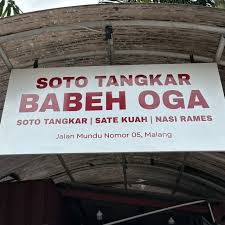 SOTO TANGKAR
BABEH OGA
SOTO TANGKAR | SATE KUAH | NASI RAMES
Jalan Mundu Nomor 05, Malang